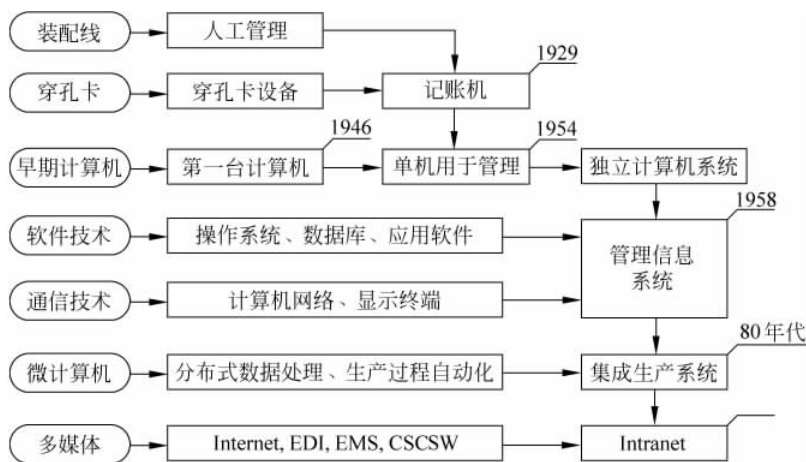 装配线
人工管理
1929
穿孔卡
穿孔卡设备
记账机
1946
1954
早期计算机
第一台计算机
单机用于管理
独立计算机系统
1958
软件技术
操作系统、数据库、应用软件
管理信息
系统
通信技术
计算机网络、显示终端
80年代
微计算机
分布式数据处理、生产过程自动化
集成生产系统
多媒体
Internet, EDI, EMS, CSCSW
Intranet